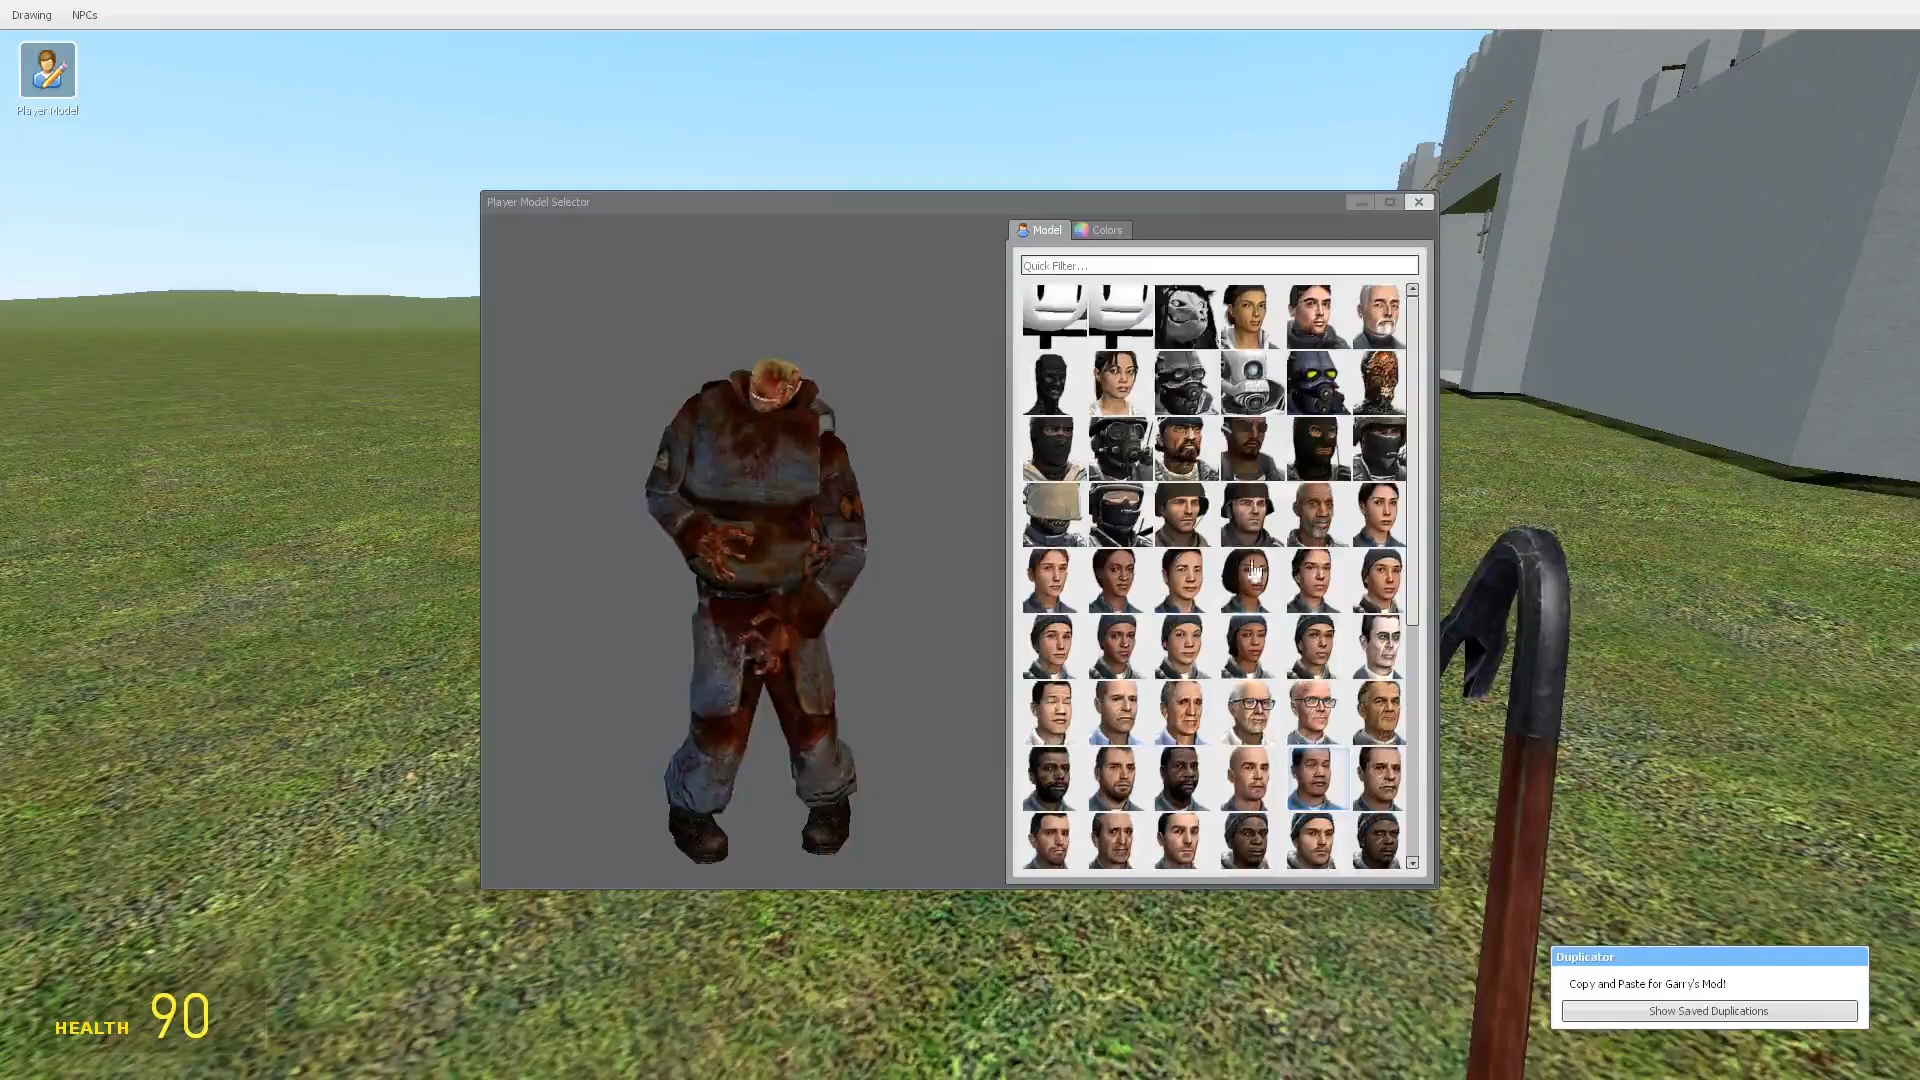 Drawing NPCs
Player Model
Player Model Selector
Model Colors
Quick Filter...
Duplicator
Copy and Paste for Garry's Mod!
Show Saved Duplications
HEALTH 90